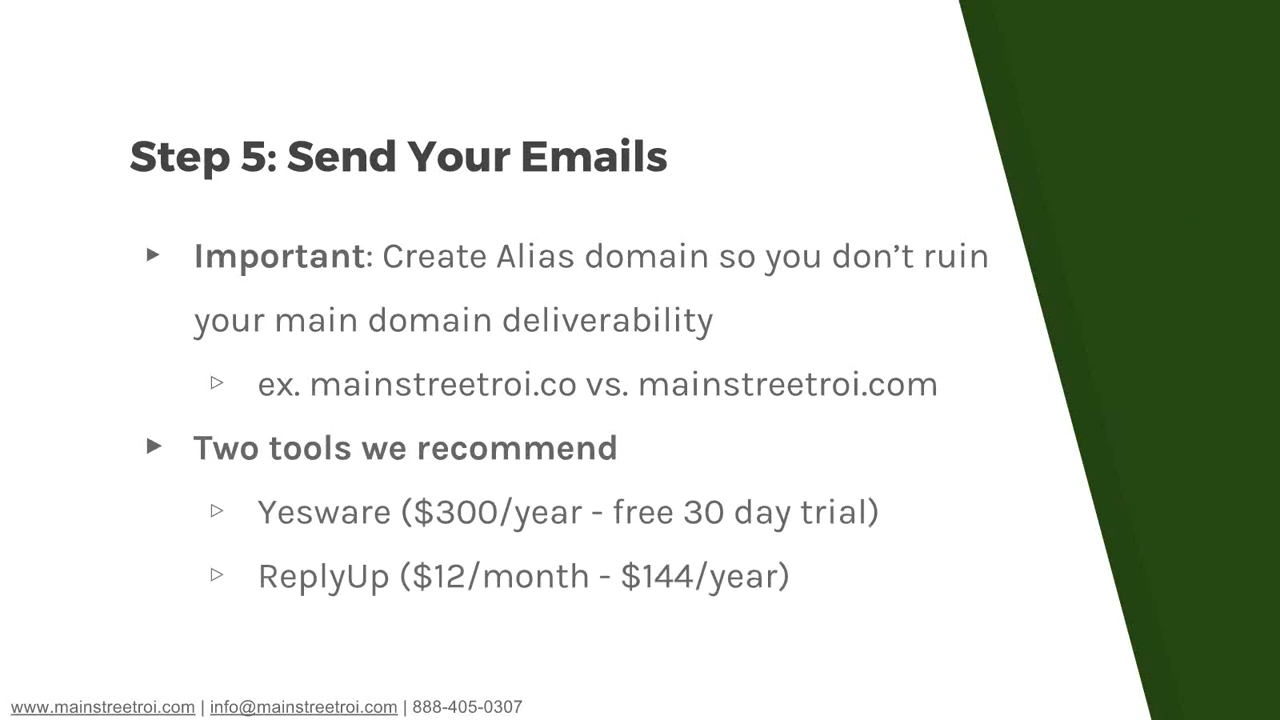 Step 5: Send Your Emails
▸ Important: Create Alias domain so you don’t ruin
your main domain deliverability
▹ ex. mainstreetroi.co vs. mainstreetroi.com
▸ Two tools we recommend
▹ Yesware ($300/year - free 30 day trial)
▹ ReplyUp ($12/month - $144/year)
www.mainstreetroi.com | info@mainstreetroi.com | 888-405-0307